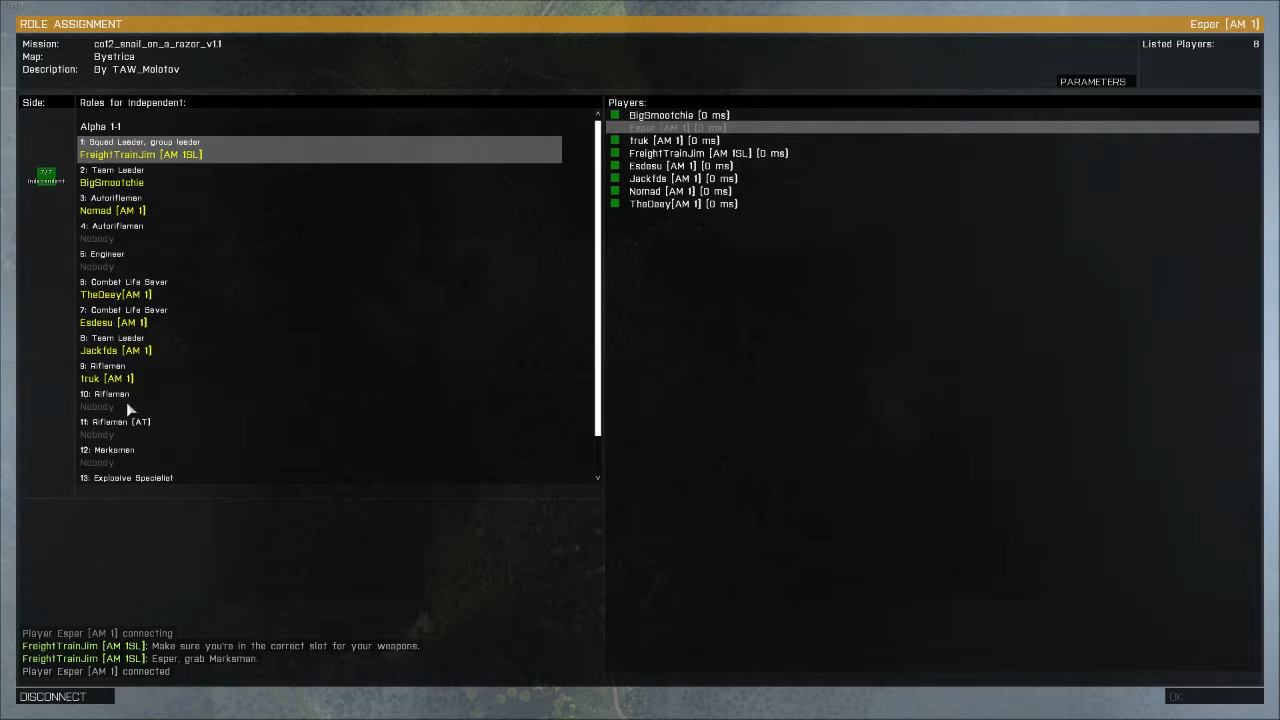 ROLE ASSIGNMENT
Esper [AM 1]
Mission: co12_snail_on_a_razor_v1.1
Map: Bystrica
Description: By TAW_Molotov
Listed Players: 8
PARAMETERS
Side:
Roles for Independent:
Players:
7/7
Independent
Alpha 1-1
1: Squad Leader, group leader
FreightTrainJim [AM 1SL]
2: Team Leader
BigSmootchie
3: Autorifleman
Nomad [AM 1]
4: Autorifleman
Nobody
5: Engineer
Nobody
6: Combat Life Saver
TheDeey[AM 1]
7: Combat Life Saver
Esdesu [AM 1]
8: Team Leader
Jackfds [AM 1]
9: Rifleman
truk [AM 1]
10: Rifleman
Nobody
11: Rifleman [AT]
Nobody
12: Marksman
Nobody
13: Explosive Specialist
BigSmootchie [0 ms]
Esper [AM 1] [0 ms]
truk [AM 1] [0 ms]
FreightTrainJim [AM 1SL] [0 ms]
Esdesu [AM 1] [0 ms]
Jackfds [AM 1] [0 ms]
Nomad [AM 1] [0 ms]
TheDeey[AM 1] [0 ms]
Player Esper [AM 1] connecting
FreightTrainJim [AM 1SL]: Make sure you're in the correct slot for your weapons.
FreightTrainJim [AM 1SL]: Esper, grab Marksman.
Player Esper [AM 1] connected
DISCONNECT
OK